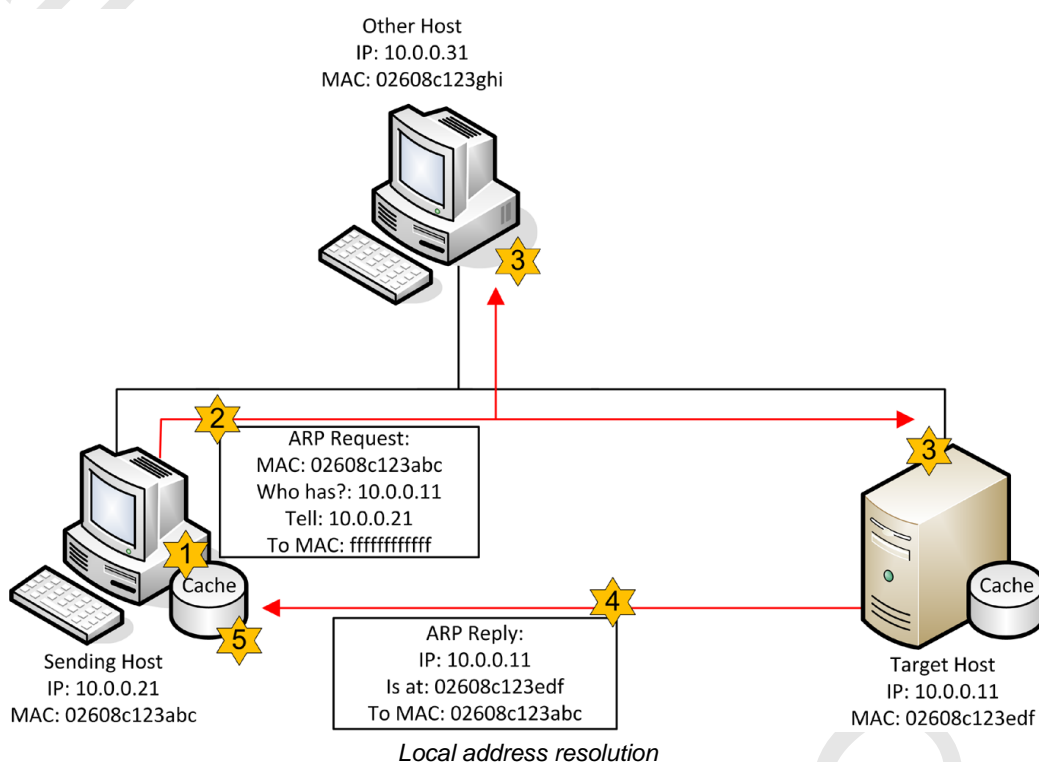 Other Host
IP: 10.0.0.31
MAC: 02608c123ghi
3
2
ARP Request:
MAC: 02608c123abc
Who has?: 10.0.0.11
Tell: 10.0.0.21
To MAC: ffffffffffff
3
1
Cache
5
Sending Host
IP: 10.0.0.21
MAC: 02608c123abc
4
ARP Reply:
IP: 10.0.0.11
Is at: 02608c123edf
To MAC: 02608c123abc
Cache
Target Host
IP: 10.0.0.11
MAC: 02608c123edf
Local address resolution